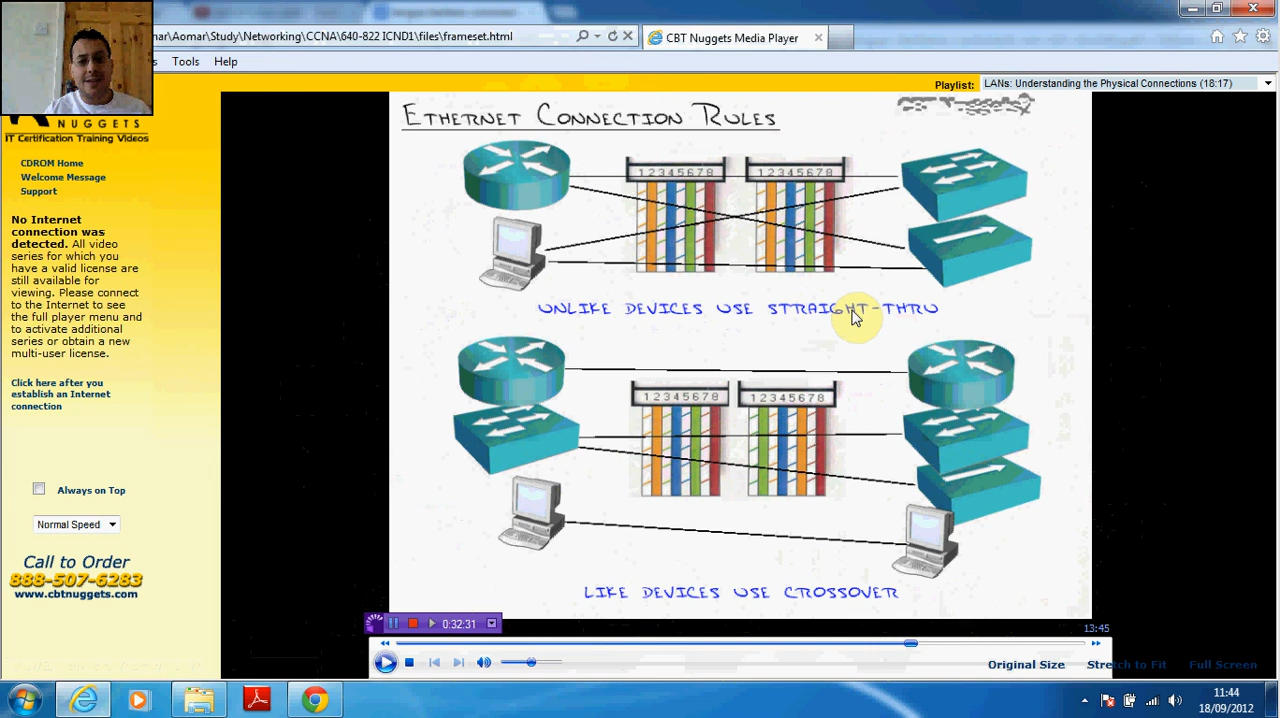 mar\Aomar\Study\Networking\CCNA\640-822 ICND1\files\frameset.html
CBT Nuggets Media Player
Tools Help
Playlist: LANs: Understanding the Physical Connections (18:17)
NUGGETS
IT Certification Training Videos
CDROM Home
Welcome Message
Support
No Internet
connection was
detected. All video
series for which you
have a valid license are
still available for
viewing. Please connect
to the Internet to see
the full player menu and
to activate additional
series or obtain a new
multi-user license.
Click here after you
establish an Internet
connection
Always on Top
Normal Speed
Call to Order
888-507-6283
www.cbtnuggets.com
ETHERNET CONNECTION RULES
12345678 12345678
UNLIKE DEVICES USE STRAIGHT-THRU
12345678 12345678
LIKE DEVICES USE CROSSOVER
0:32:31
13:45
Original Size Stretch to Fit Full Screen
11:44
18/09/2012